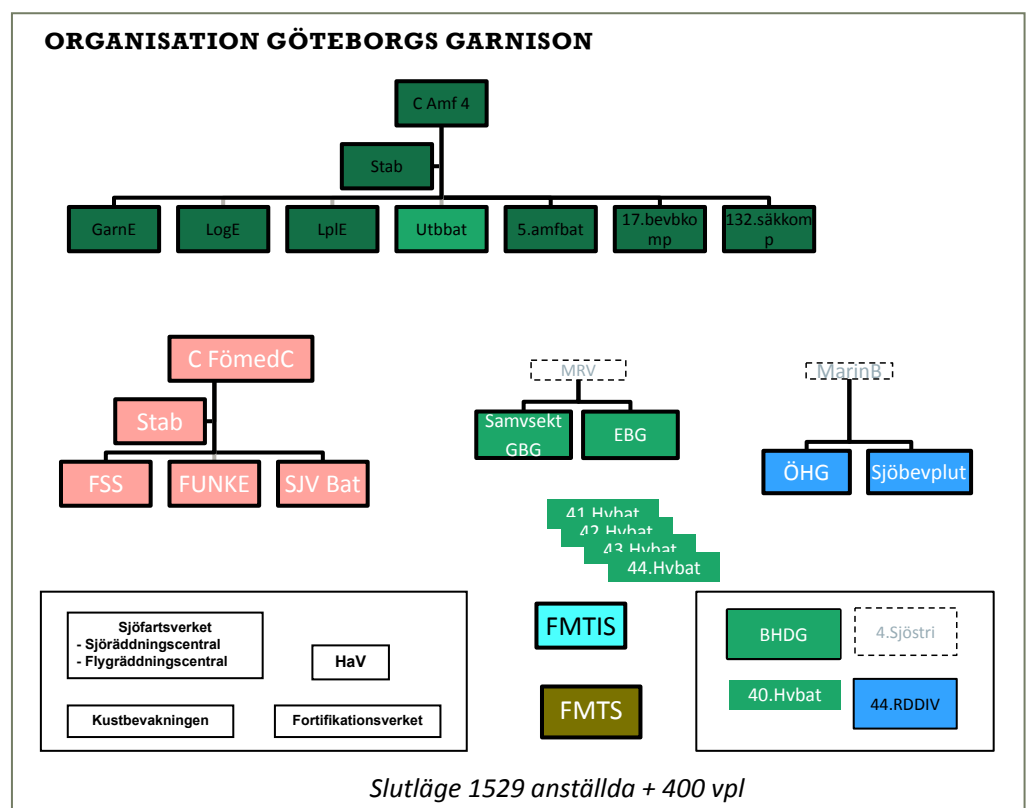 ORGANISATION GÖTEBORGS GARNISON
C Amf 4
Stab
GarnE
LogE
LplE
Utbbat
5.amfbat
17.bevbko
mp
132.säkkom
p
C FömedC
Stab
FSS
FUNKE
SJV Bat
MRV
Samvsekt
GBG
EBG
MarinB
ÖHG
Sjöbevplut
41.Hvbat
42.Hvbat
43.Hvbat
44.Hvbat
Sjöfartsverket
- Sjöräddningscentral
- Flygräddningscentral
HaV
Kustbevakningen
Fortifikationsverket
FMTIS
FMTS
BHDG
4.Sjöstri
40.Hvbat
44.RDDIV
Slutläge 1529 anställda + 400 vpl